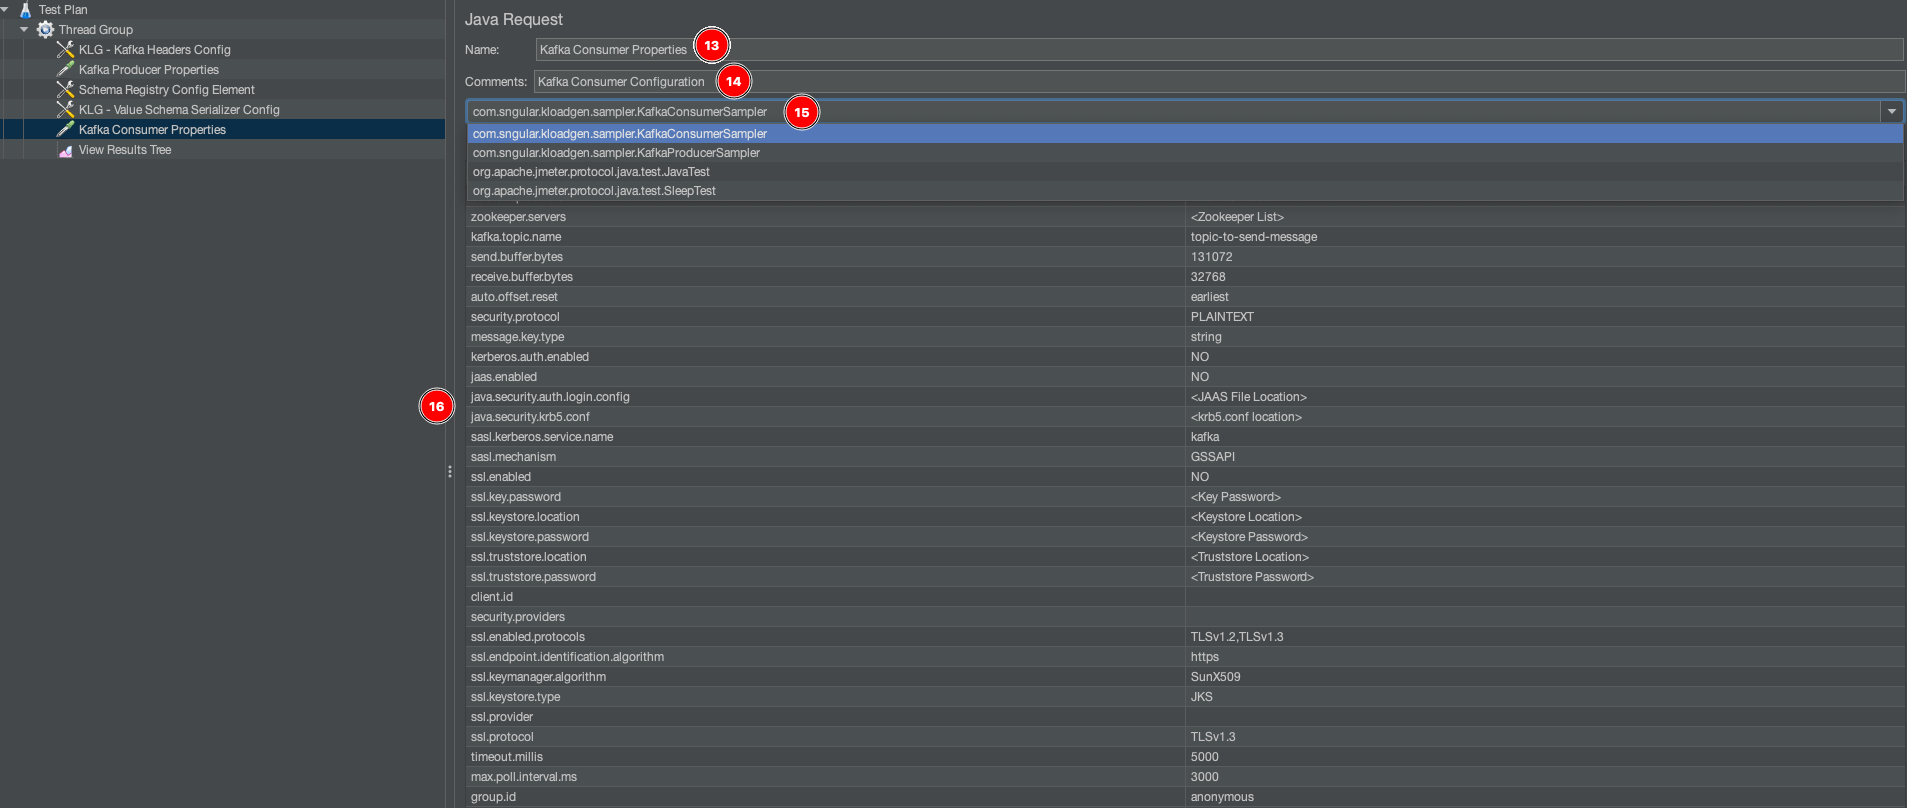 Test Plan
Thread Group
KLG - Kafka Headers Config
Kafka Producer Properties
Schema Registry Config Element
KLG - Value Schema Serializer Config
Kafka Consumer Properties
View Results Tree
Java Request
Name: Kafka Consumer Properties 13
Comments: Kafka Consumer Configuration 14
com.sngular.kloadgen.sampler.KafkaConsumerSampler 15
com.sngular.kloadgen.sampler.KafkaConsumerSampler
com.sngular.kloadgen.sampler.KafkaProducerSampler
org.apache.jmeter.protocol.java.test.JavaTest
org.apache.jmeter.protocol.java.test.SleepTest
zookeeper.servers <Zookeeper List>
kafka.topic.name topic-to-send-message
send.buffer.bytes 131072
receive.buffer.bytes 32768
auto.offset.reset earliest
security.protocol PLAINTEXT
message.key.type string
kerberos.auth.enabled NO
jaas.enabled NO
java.security.auth.login.config <JAAS File Location>
16
java.security.krb5.conf <krb5.conf location>
sasl.kerberos.service.name kafka
sasl.mechanism GSSAPI
ssl.enabled NO
ssl.key.password <Key Password>
ssl.keystore.location <Keystore Location>
ssl.keystore.password <Keystore Password>
ssl.truststore.location <Truststore Location>
ssl.truststore.password <Truststore Password>
client.id
security.providers
ssl.enabled.protocols TLSv1.2,TLSv1.3
ssl.endpoint.identification.algorithm https
ssl.keymanager.algorithm SunX509
ssl.keystore.type JKS
ssl.provider
ssl.protocol TLSv1.3
timeout.millis 5000
max.poll.interval.ms 3000
group.id anonymous